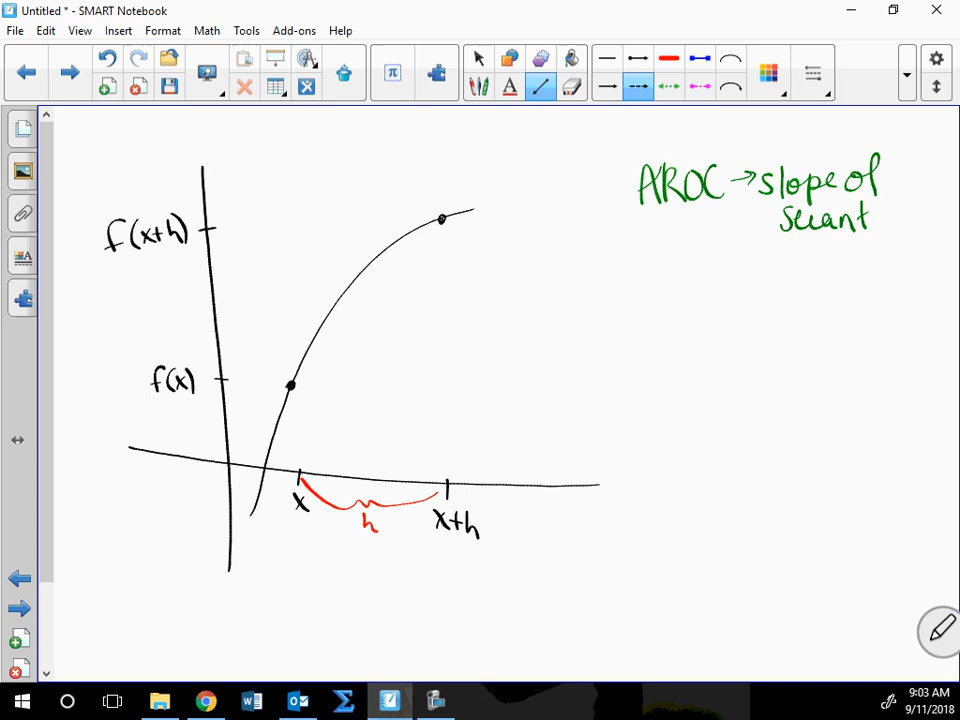 Untitled * - SMART Notebook
File Edit View Insert Format Math Tools Add-ons Help
π
A
AROC → slope of
secant
f(x+h)
f(x)
x
h
x+h
9:03 AM
9/11/2018